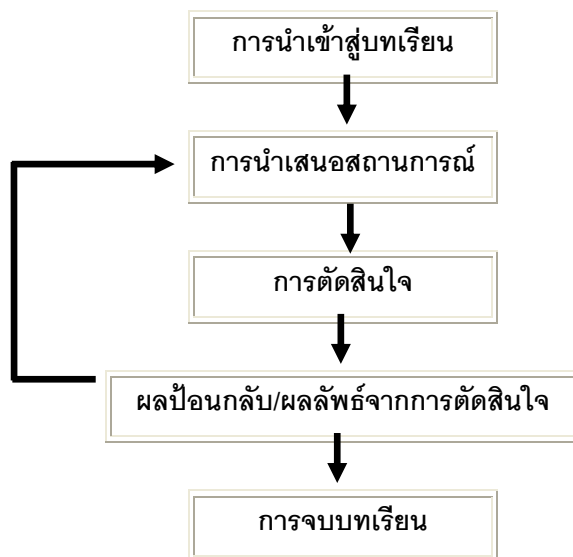 การนำเข้าสู่บทเรียน
การนำเสนอสถานการณ์
การตัดสินใจ
ผลป้อนกลับ/ผลลัพธ์จากการตัดสินใจ
การจบบทเรียน